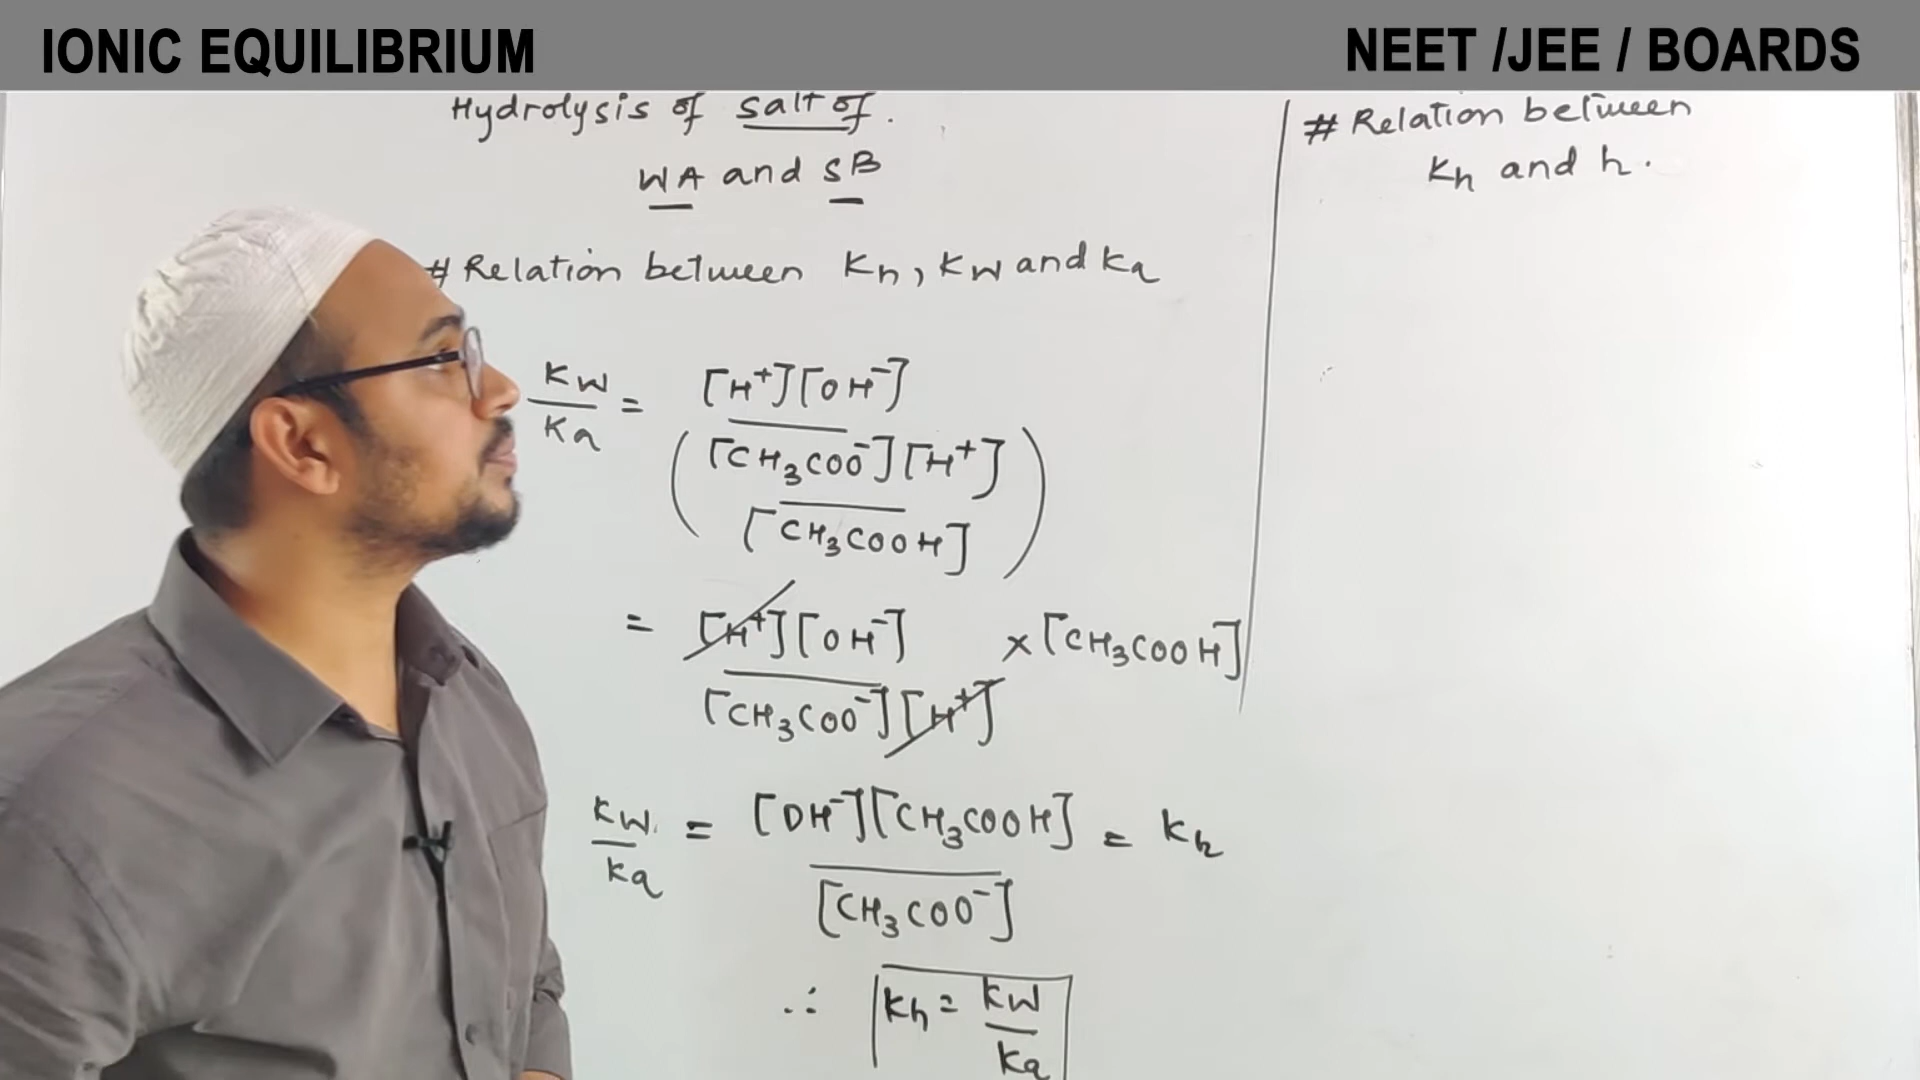 IONIC EQUILIBRIUM
NEET /JEE / BOARDS
Hydrolysis of salt of.
WA and SB
# Relation between Kh, KW and Ka
KW
Ka
=
[H⁺][OH⁻]
[CH₃COO⁻][H⁺]
[CH₃COOH]
= [H⁺][OH⁻] × [CH₃COOH]
[CH₃COO⁻][H⁺]
KW
Ka
= [OH⁻][CH₃COOH] = Kh
[CH₃COO⁻]
∴ Kh = KW
Ka
# Relation between
Kh and h.